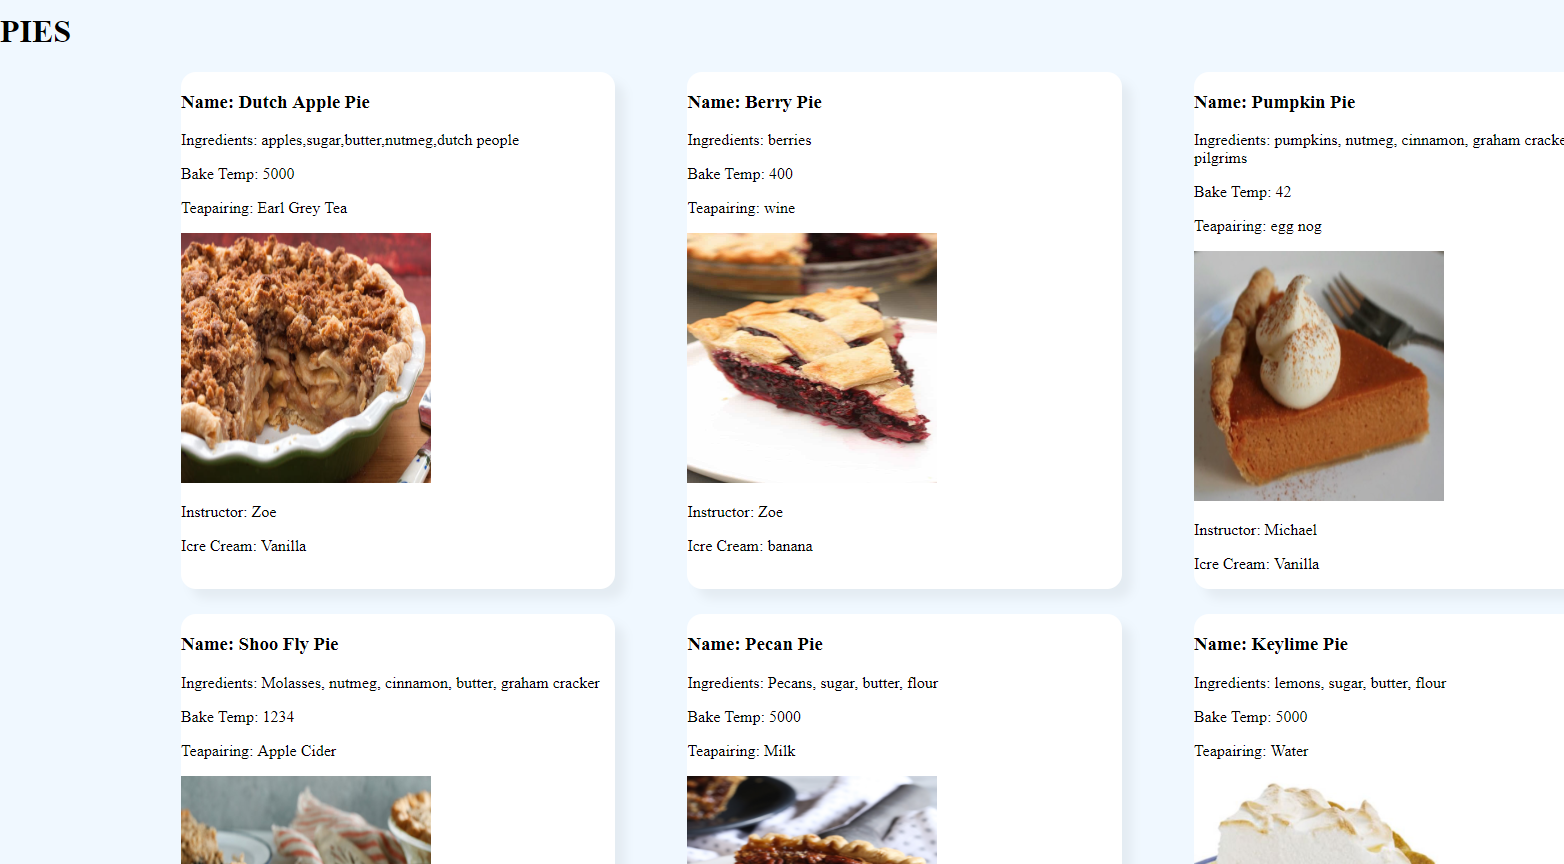 PIES
Name: Dutch Apple Pie
Ingredients: apples,sugar,butter,nutmeg,dutch people
Bake Temp: 5000
Teapairing: Earl Grey Tea
Instructor: Zoe
Icre Cream: Vanilla
Name: Berry Pie
Ingredients: berries
Bake Temp: 400
Teapairing: wine
Instructor: Zoe
Icre Cream: banana
Name: Pumpkin Pie
Ingredients: pumpkins, nutmeg, cinnamon, graham
pilgrims
Bake Temp: 42
Teapairing: egg nog
Instructor: Michael
Icre Cream: Vanilla
Name: Shoo Fly Pie
Ingredients: Molasses, nutmeg, cinnamon, butter, graham cracker
Bake Temp: 1234
Teapairing: Apple Cider
Name: Pecan Pie
Ingredients: Pecans, sugar, butter, flour
Bake Temp: 5000
Teapairing: Milk
Name: Keylime Pie
Ingredients: lemons, sugar, butter, flour
Bake Temp: 5000
Teapairing: Water